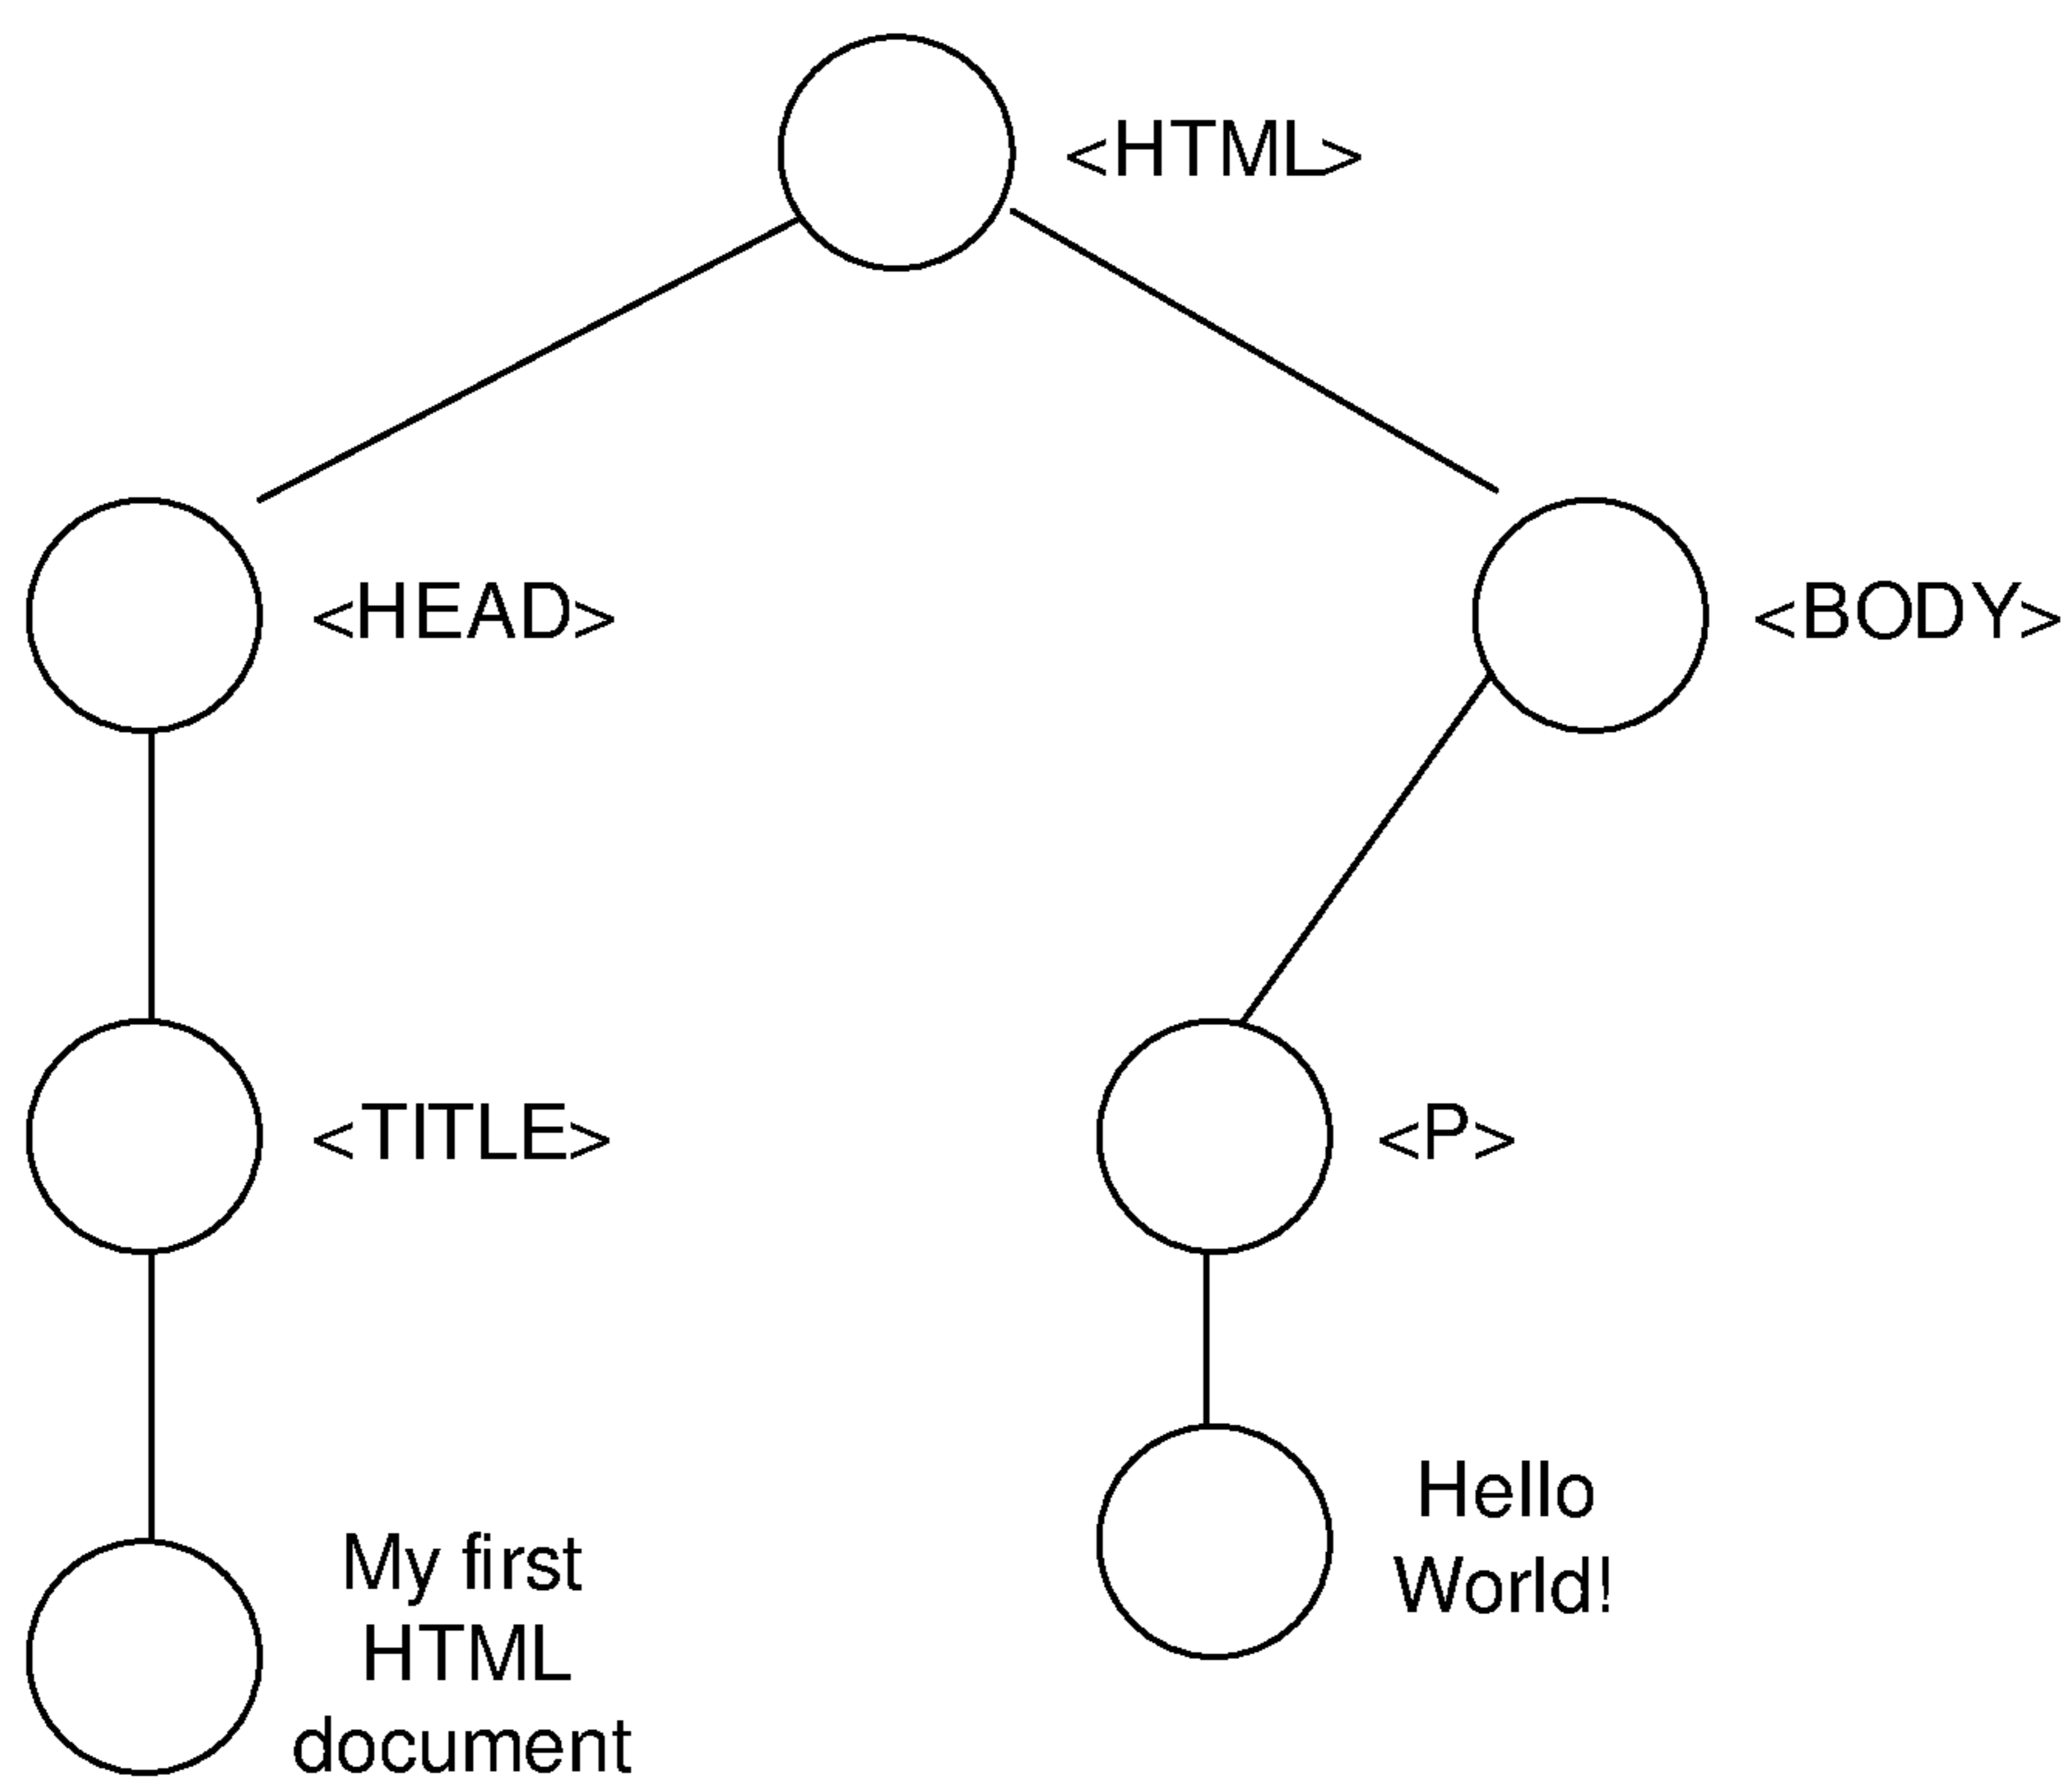 <HTML>
<HEAD>
<BODY>
<TITLE>
<P>
My first
HTML
document
Hello
World!